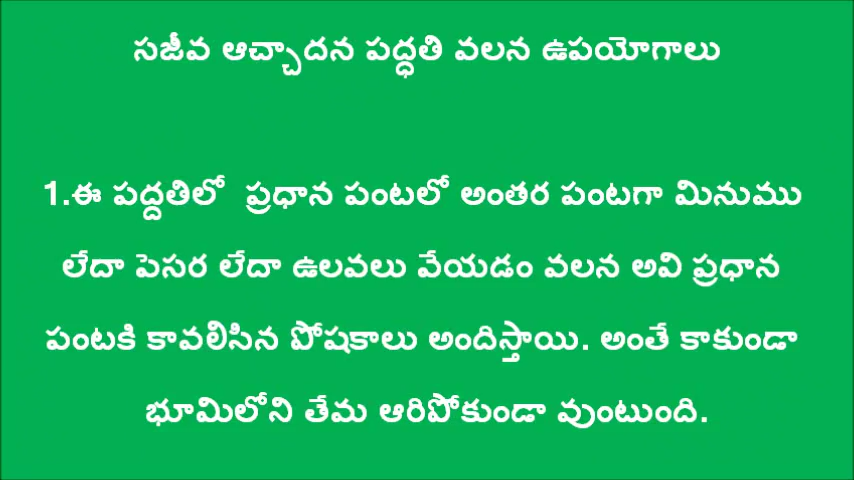 సజీవ ఆచ్చాదన పద్ధతి వలన ఉపయోగాలు
1.ఈ పద్దతిలో ప్రధాన పంటలో అంతర పంటగా మినుము
లేదా పెసర లేదా ఉలవలు వేయడం వలన అవి ప్రధాన
పంటకి కావలిసిన పోషకాలు అందిస్తాయి. అంతే కాకుండా
భూమిలోని తేమ ఆరిపోకుండా వుంటుంది.